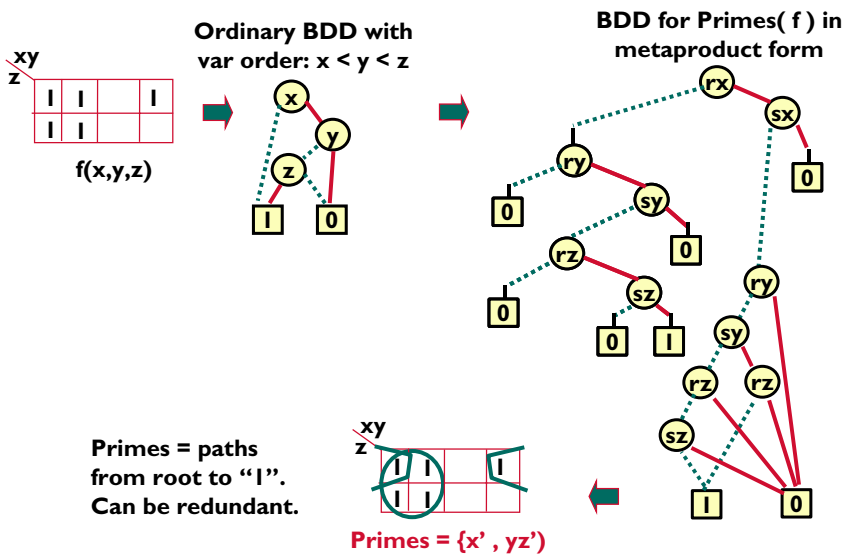 Ordinary BDD with
var order: x < y < z
BDD for Primes( f ) in
metaproduct form
xy
z
1 1 1
1 1
f(x,y,z)
x
y
z
1 0
rx
sx
0
ry
0
sy
0
rz
0
sz
0 1
ry
sy
rz rz
sz
1 0
Primes = paths
from root to “1”.
Can be redundant.
xy
z
1 1 1
1 1
Primes = {x’ , yz’)